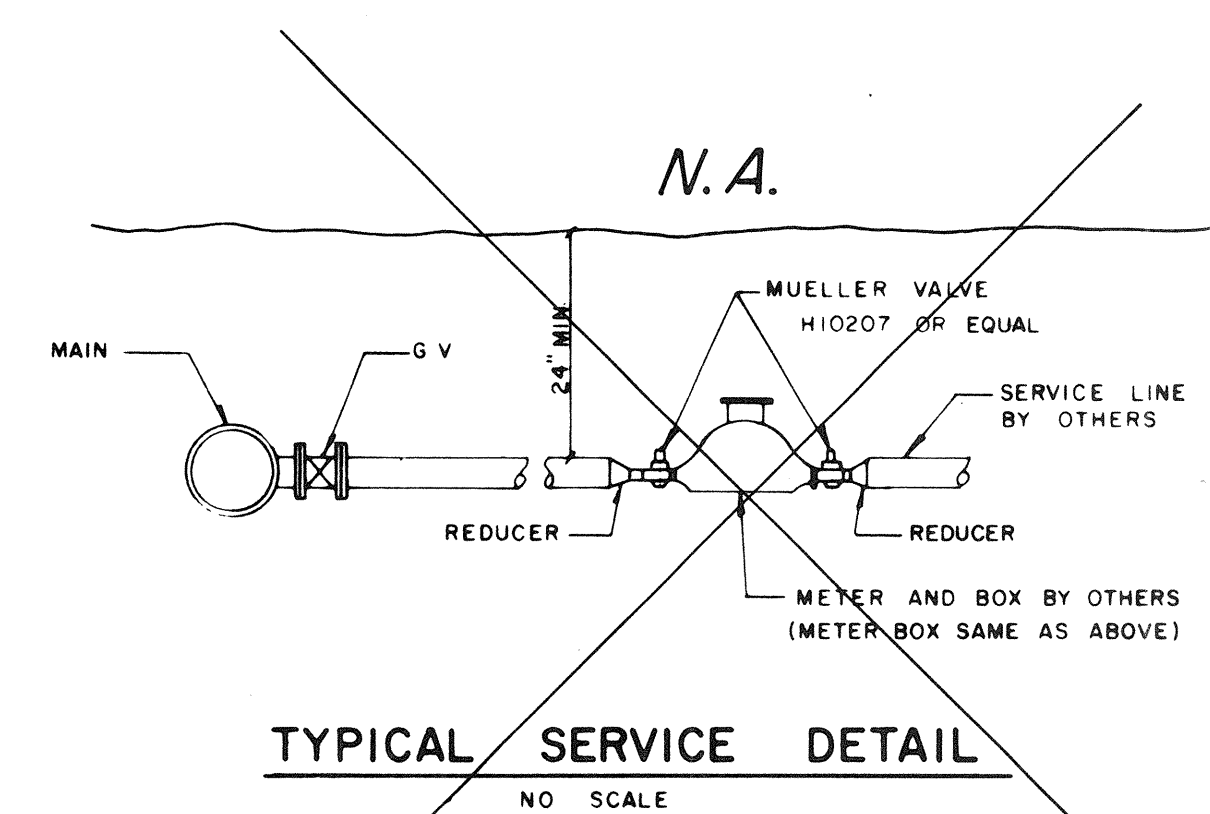 N.A.
MUELLER VALVE
H10207 OR EQUAL
24" MIN.
MAIN
G V
SERVICE LINE
BY OTHERS
REDUCER
REDUCER
METER AND BOX BY OTHERS
(METER BOX SAME AS ABOVE)
TYPICAL SERVICE DETAIL
NO SCALE